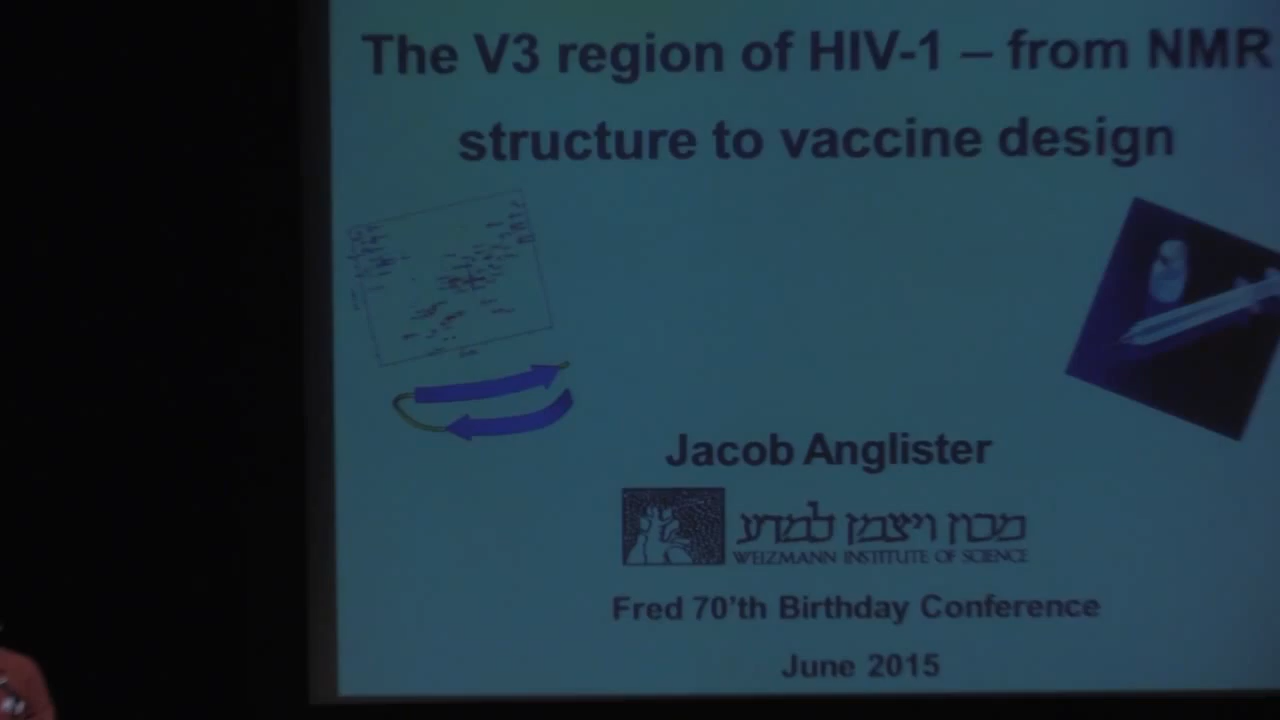 The V3 region of HIV-1 – from NMR
structure to vaccine design
Jacob Anglister
מכון ויצמן למדע
WEIZMANN INSTITUTE OF SCIENCE
Fred 70'th Birthday Conference
June 2015